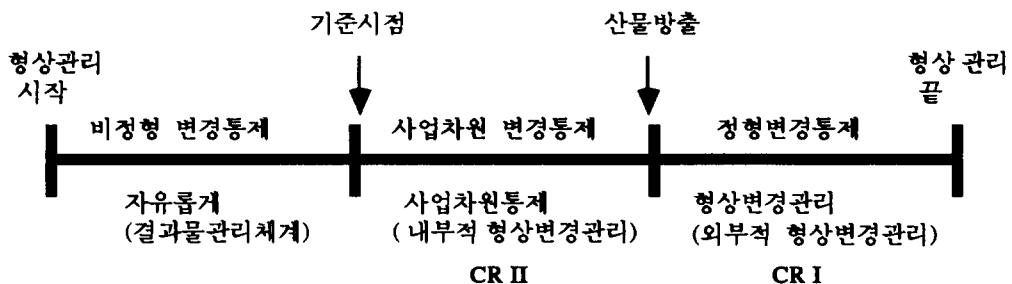 기준시점
산물방출
형상관리
시작
형상 관리
끝
비정형 변경통제
사업차원 변경통제
정형변경통제
자유롭게
(결과물관리체계)
사업차원통제
( 내부적 형상변경관리)
형상변경관리
(외부적 형상변경관리)
CR II
CR I